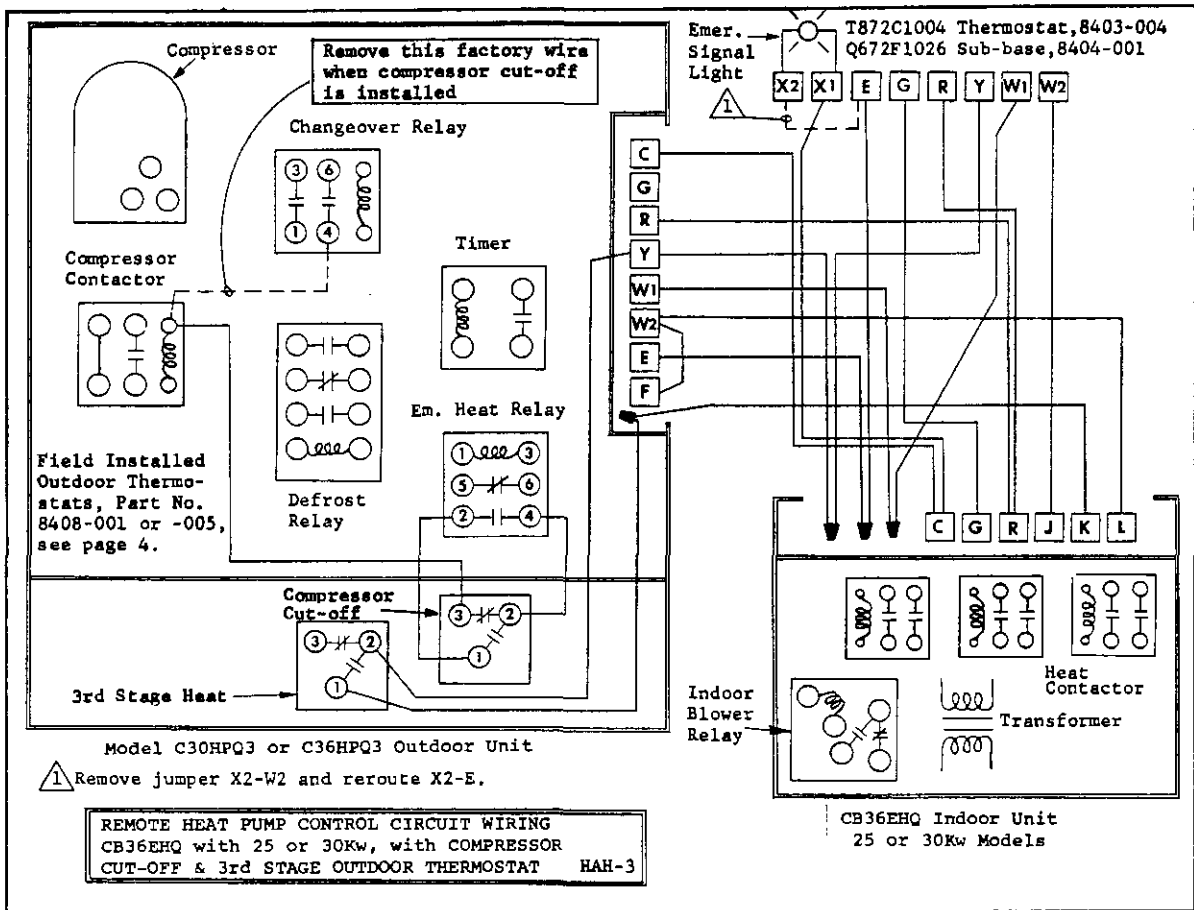 Compressor
Remove this factory wire
when compressor cut-off
is installed
Emer.
Signal
Light
T872C1004 Thermostat,8403-004
Q672F1026 Sub-base,8404-001
X2 X1 E G R Y W1 W2
1
Changeover Relay
3 6
1 4
C
G
R
Y
W1
W2
E
F
Timer
Compressor
Contactor
Em. Heat Relay
1 3
5 6
2 4
Defrost
Relay
Field Installed
Outdoor Thermo-
stats, Part No.
8408-001 or -005,
see page 4.
C G R J K L
Compressor
Cut-off
3 2
1
3 2
1
3rd Stage Heat
Heat
Contactor
Indoor
Blower
Relay
Transformer
Model C30HPQ3 or C36HPQ3 Outdoor Unit
1 Remove jumper X2-W2 and reroute X2-E.
CB36EHQ Indoor Unit
25 or 30Kw Models
REMOTE HEAT PUMP CONTROL CIRCUIT WIRING
CB36EHQ with 25 or 30Kw, with COMPRESSOR
CUT-OFF & 3rd STAGE OUTDOOR THERMOSTAT HAH-3